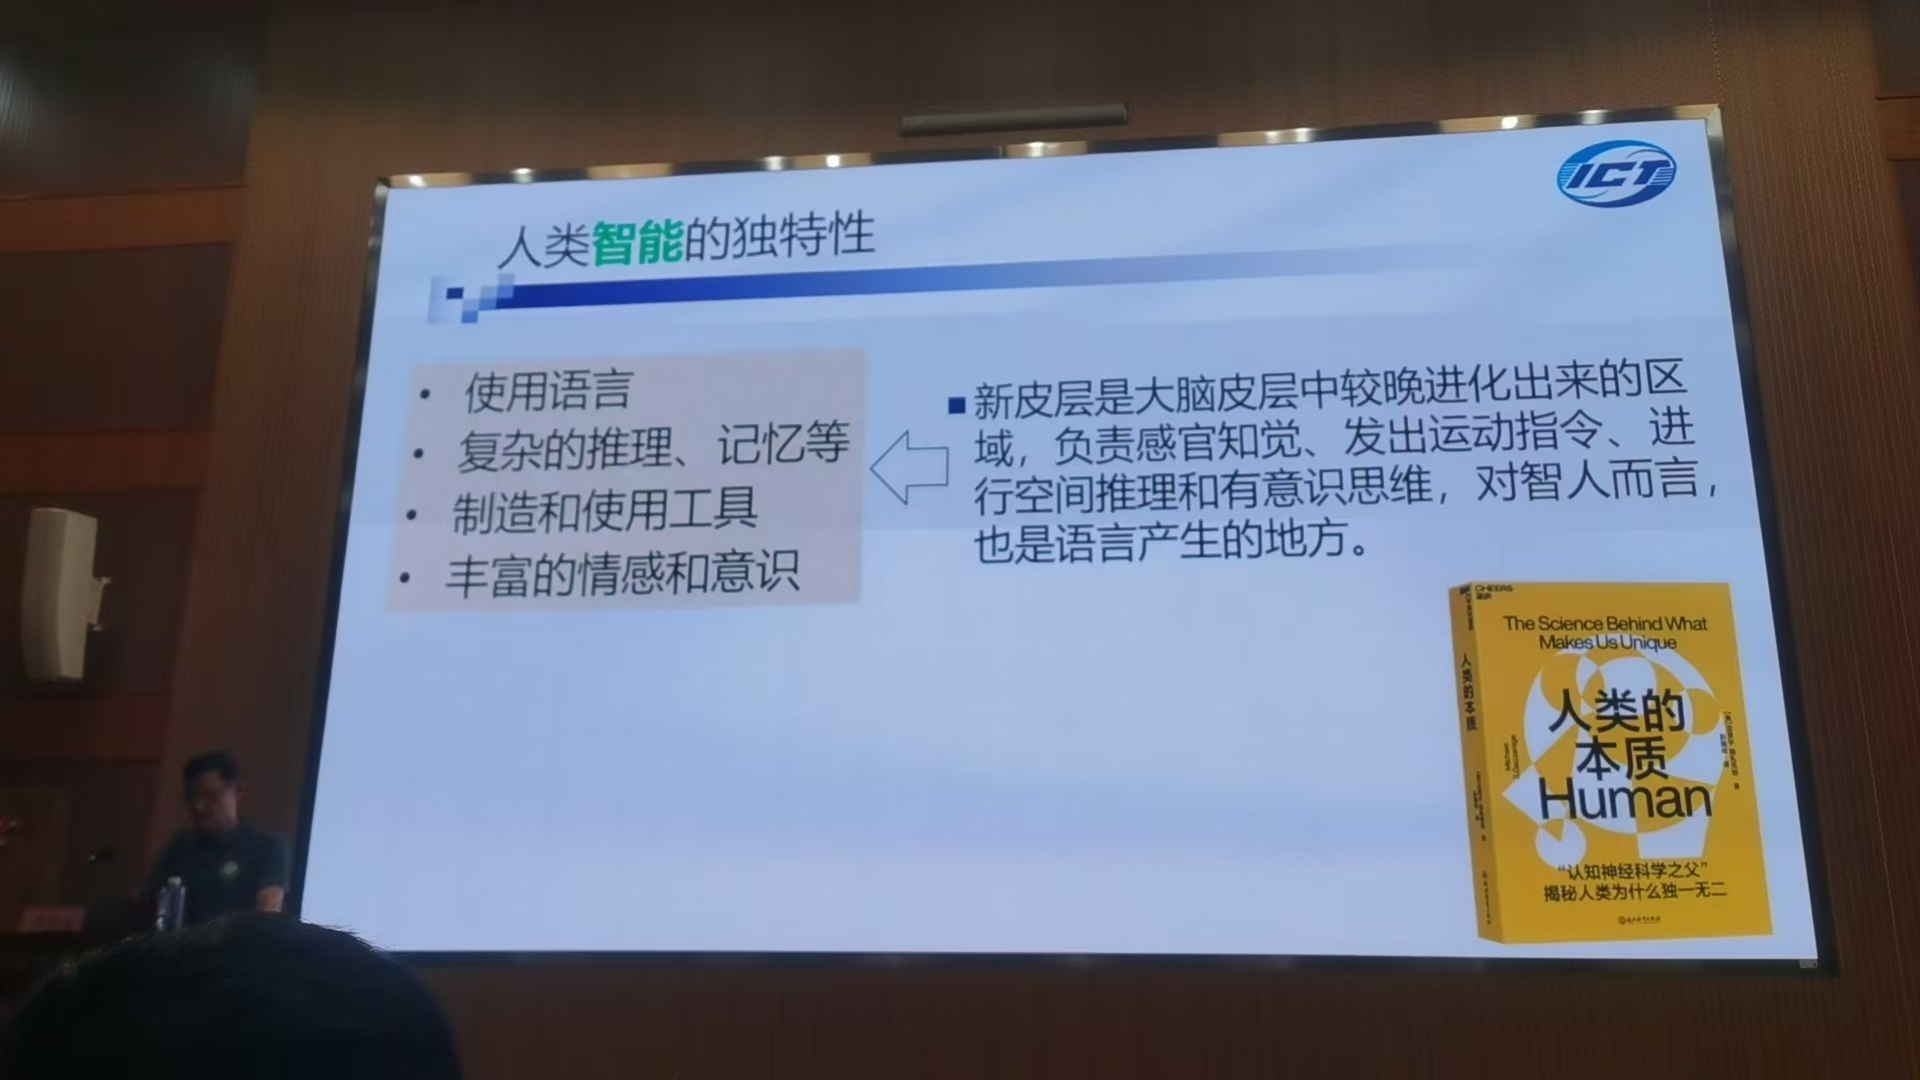 ICT
人类智能的独特性
• 使用语言
• 复杂的推理、记忆等
• 制造和使用工具
• 丰富的情感和意识
■新皮层是大脑皮层中较晚进化出来的区
域，负责感官知觉、发出运动指令、进
行空间推理和有意识思维，对智人而言，
也是语言产生的地方。
CHEERS
The Science Behind What
Makes Us Unique
人类的本质
人类的
本质
Human
“认知神经科学之父”
揭秘人类为什么独一无二